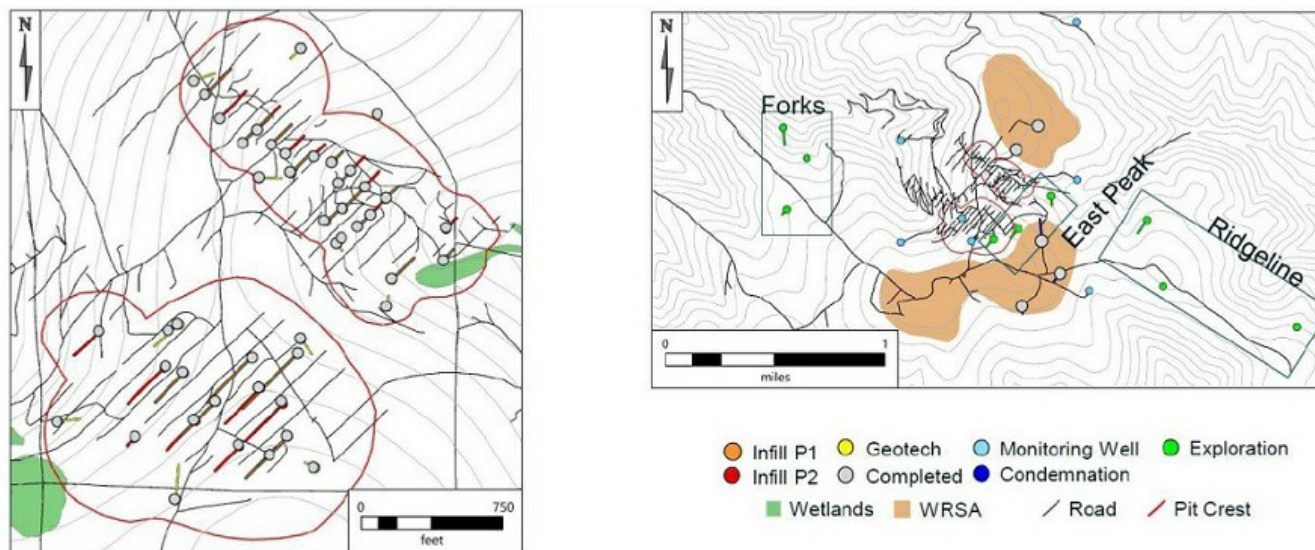 N
0
750
feet
N
Forks
East Peak
Ridgeline
0
1
miles
Infill P1
Geotech
Monitoring Well
Exploration
Infill P2
Completed
Condemnation
Wetlands
WRSA
Road
Pit Crest